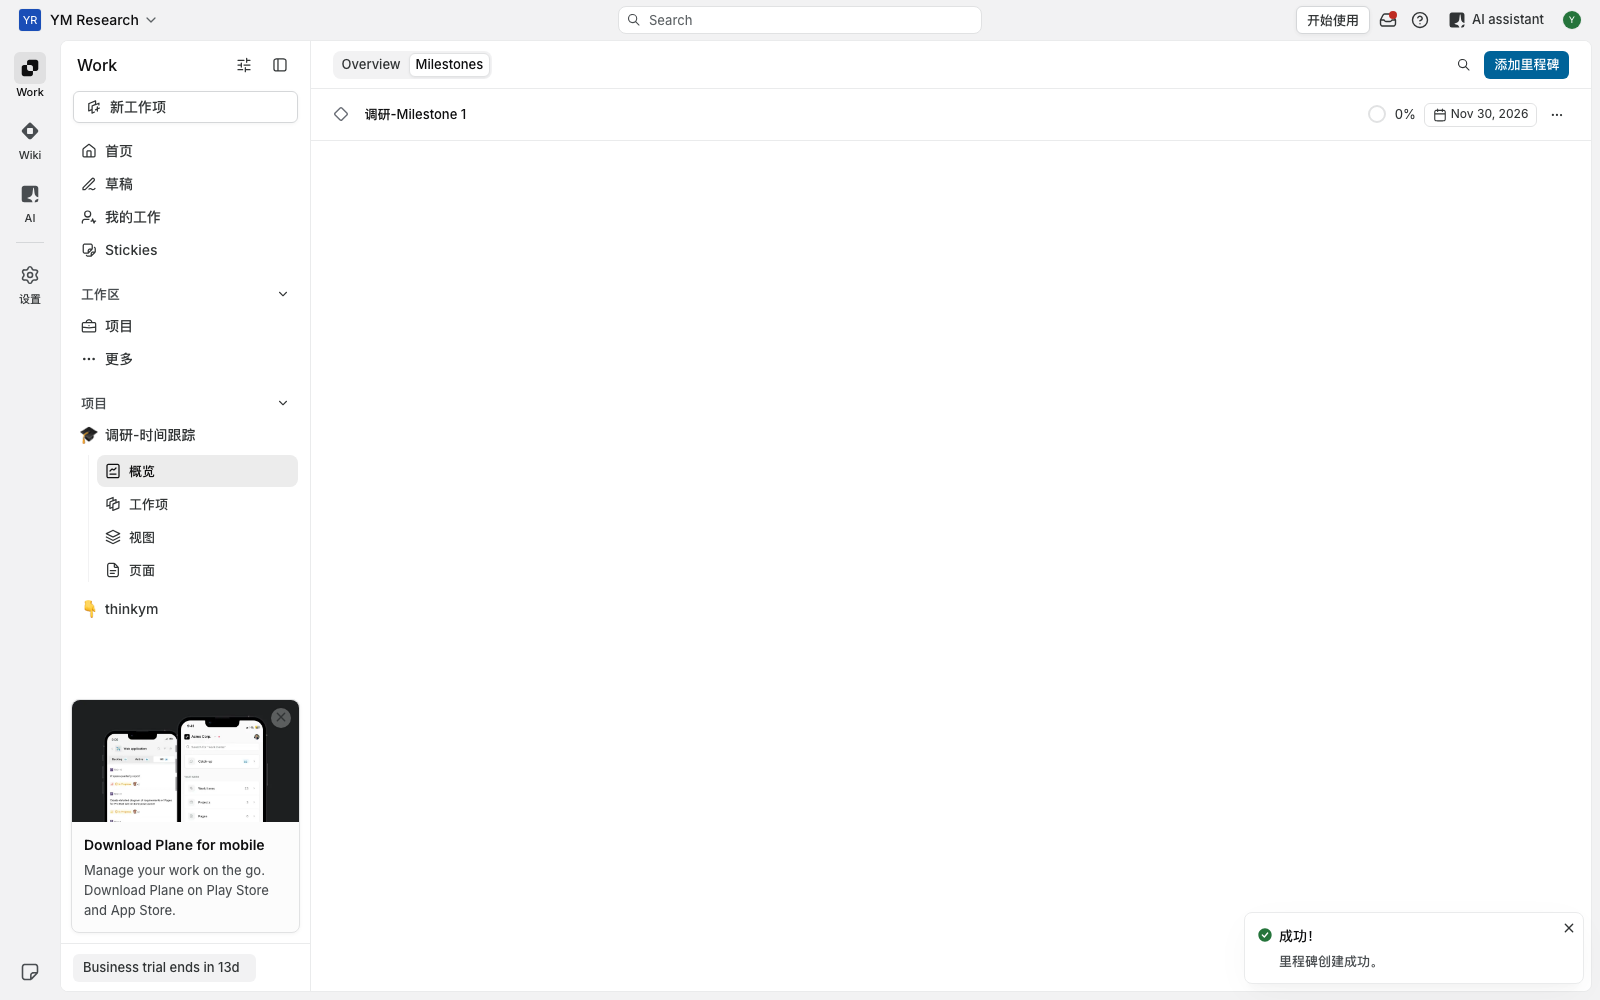 YR YM Research
Search
开始使用
AI assistant
Y
Work
Wiki
AI
设置
Work
新工作项
首页
草稿
我的工作
Stickies
工作区
项目
更多
项目
调研-时间跟踪
概览
工作项
视图
页面
thinkym
Download Plane for mobile
Manage your work on the go.
Download Plane on Play Store
and App Store.
Business trial ends in 13d
Overview
Milestones
添加里程碑
调研-Milestone 1
0%
Nov 30, 2026
成功!
里程碑创建成功。